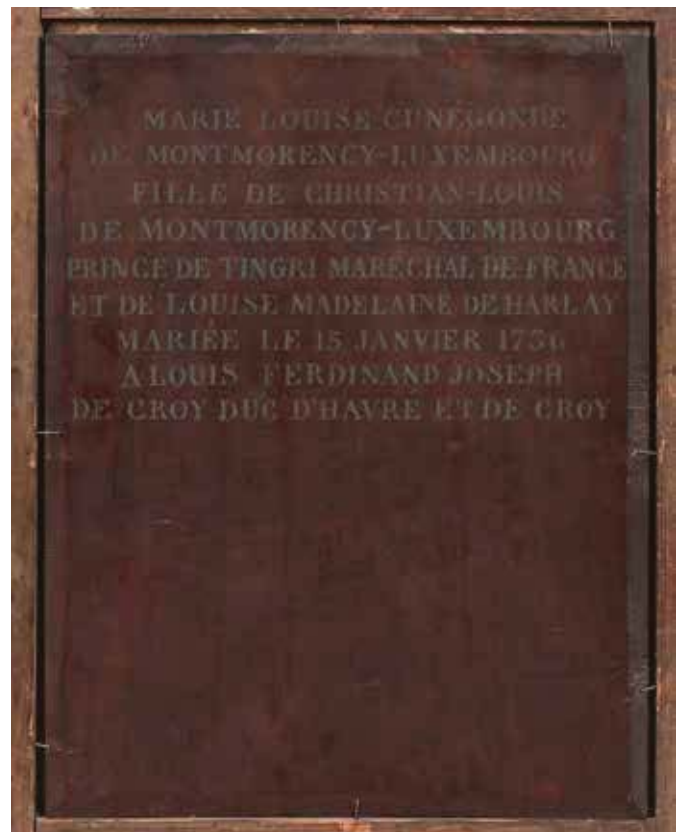 MARIE LOUISE CUNEGONDE
DE MONTMORENCY-LUXEMBOURG
FILLE DE CHRISTIAN-LOUIS
DE MONTMORENCY-LUXEMBOURG
PRINCE DE TINGRI MARÉCHAL DE FRANCE
ET DE LOUISE MADELAINE DE HARLAY
MARIÉE LE 15 JANVIER 1736
A LOUIS FERDINAND JOSEPH
DE CROY DUC D'HAVRE ET DE CROY